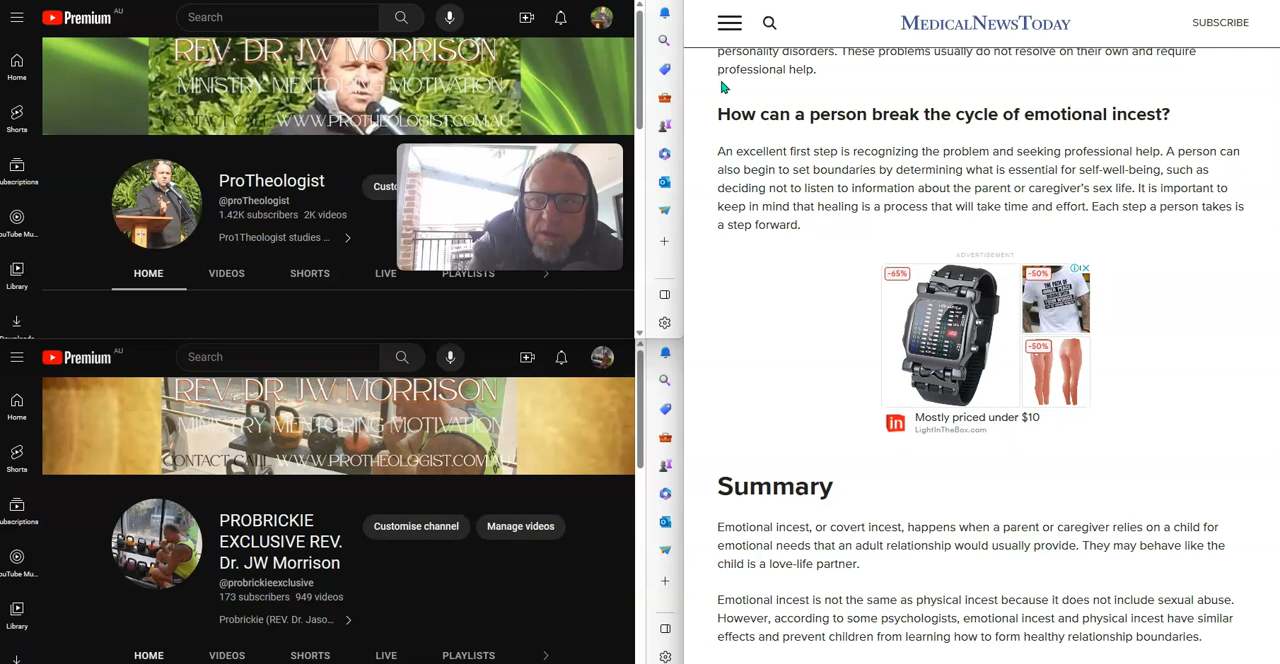 Premium AU
Search
REV. DR. JW MORRISON
MINISTRY MENTORING MOTIVATION
CONTACT CALL WWW.PROTHEOLOGIST.COM.AU
Home
Shorts
ubscriptions
ouTube Mu...
Library
ProTheologist
Custo
@proTheologist
1.42K subscribers 2K videos
Pro1Theologist studies ...
HOME
VIDEOS
SHORTS
LIVE
PLAYLISTS
Premium AU
Search
REV. DR. JW MORRISON
MINISTRY MENTORING MOTIVATION
CONTACT CALL WWW.PROTHEOLOGIST.COM.AU
Home
Shorts
ubscriptions
ouTube Mu...
Library
PROBRICKIE
EXCLUSIVE REV.
Dr. JW Morrison
Customise channel
Manage videos
@probrickieexclusive
173 subscribers 949 videos
Probrickie (REV. Dr. Jaso...
HOME
VIDEOS
SHORTS
LIVE
PLAYLISTS
MEDICALNEWSTODAY
SUBSCRIBE
personality disorders. These problems usually do not resolve on their own and require
professional help.
How can a person break the cycle of emotional incest?
An excellent first step is recognizing the problem and seeking professional help. A person can
also begin to set boundaries by determining what is essential for self-well-being, such as
deciding not to listen to information about the parent or caregiver's sex life. It is important to
keep in mind that healing is a process that will take time and effort. Each step a person takes is
a step forward.
ADVERTISEMENT
-65%
-50%
-50%
in
Mostly priced under $10
LightInTheBox.com
Summary
Emotional incest, or covert incest, happens when a parent or caregiver relies on a child for
emotional needs that an adult relationship would usually provide. They may behave like the
child is a love-life partner.
Emotional incest is not the same as physical incest because it does not include sexual abuse.
However, according to some psychologists, emotional incest and physical incest have similar
effects and prevent children from learning how to form healthy relationship boundaries.